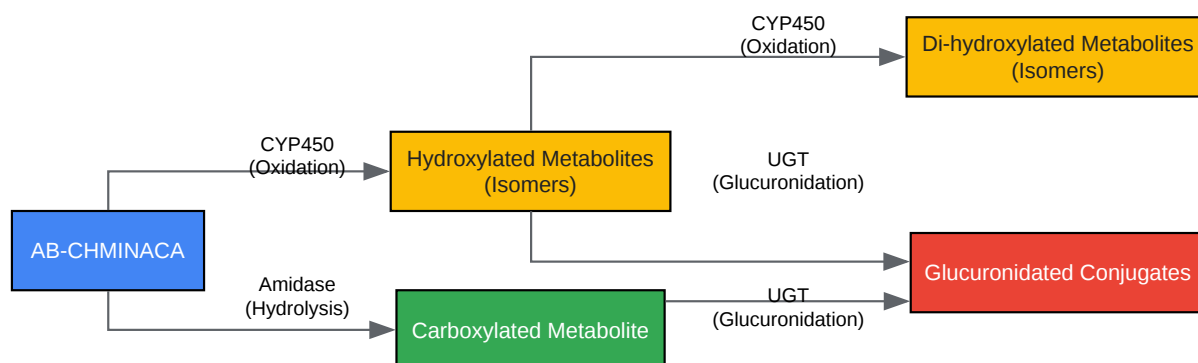 CYP450
(Oxidation)
Di-hydroxylated Metabolites
(Isomers)
CYP450
(Oxidation)
Hydroxylated Metabolites
(Isomers)
UGT
(Glucuronidation)
AB-CHMINACA
Glucuronidated Conjugates
Amidase
(Hydrolysis)
Carboxylated Metabolite
UGT
(Glucuronidation)